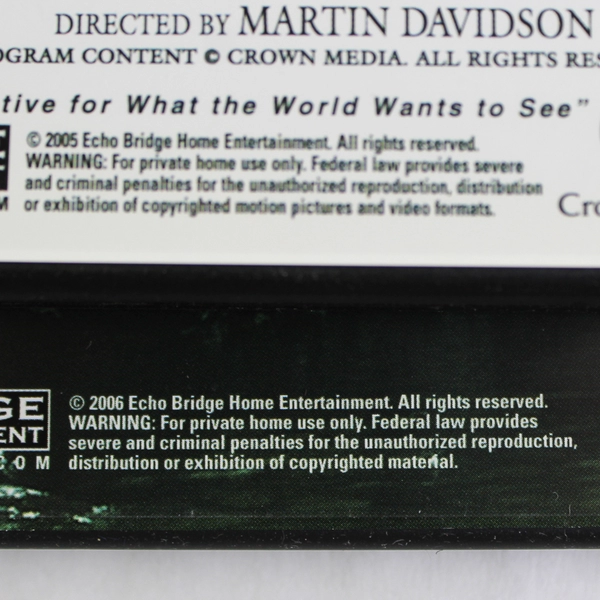 DIRECTED BY MARTIN DAVIDSON
OGRAM CONTENT © CROWN MEDIA. ALL RIGHTS RES
tive for What the World Wants to See"
© 2005 Echo Bridge Home Entertainment. All rights reserved.
WARNING: For private home use only. Federal law provides severe
and criminal penalties for the unauthorized reproduction, distribution
or exhibition of copyrighted motion pictures and video formats.
M
Cro
GE
ENT
COM
© 2006 Echo Bridge Home Entertainment. All rights reserved.
WARNING: For private home use only. Federal law provides
severe and criminal penalties for the unauthorized reproduction,
distribution or exhibition of copyrighted material.